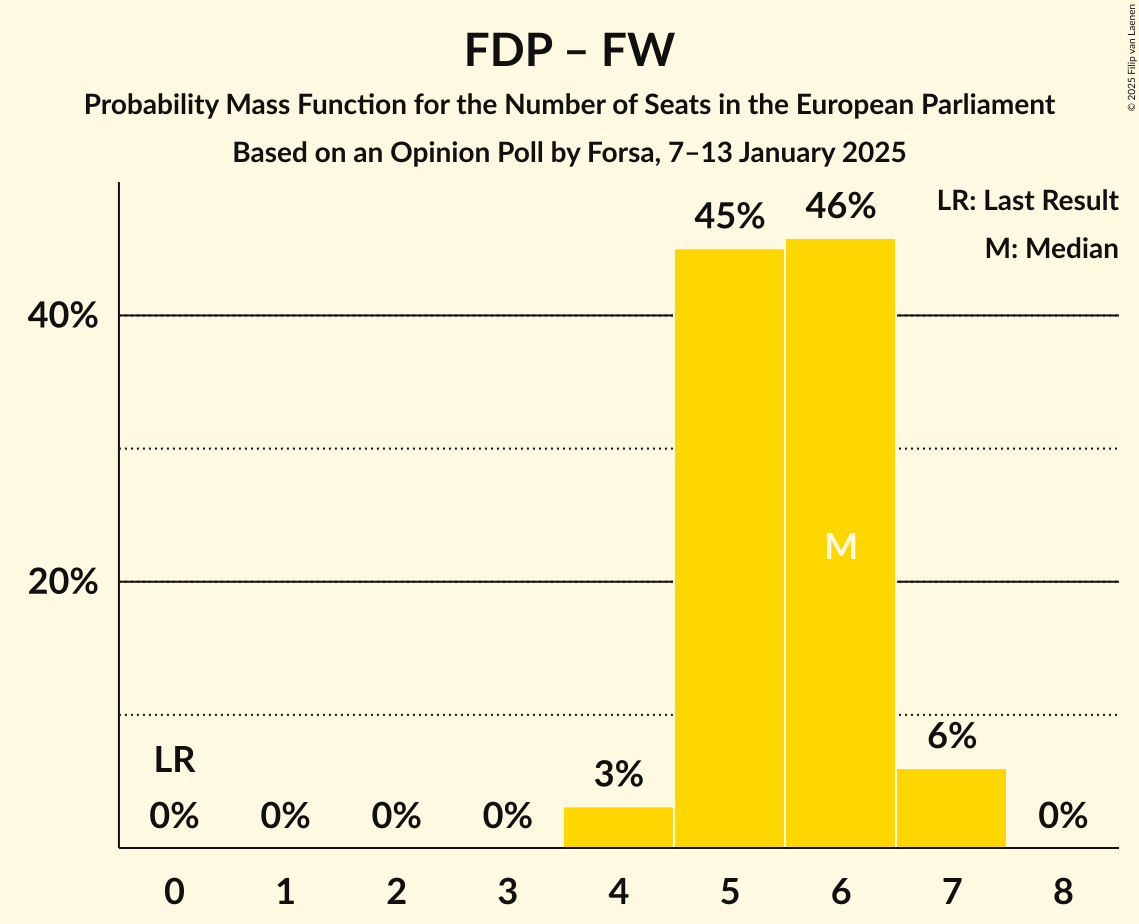 FDP – FW
Probability Mass Function for the Number of Seats in the European Parliament
Based on an Opinion Poll by Forsa, 7–13 January 2025
© 2025 Filip van Laenen
LR: Last Result
M: Median
45%
46%
40%
M
20%
6%
LR
3%
0%
0%
0%
0%
0%
0 1 2 3 4 5 6 7 8